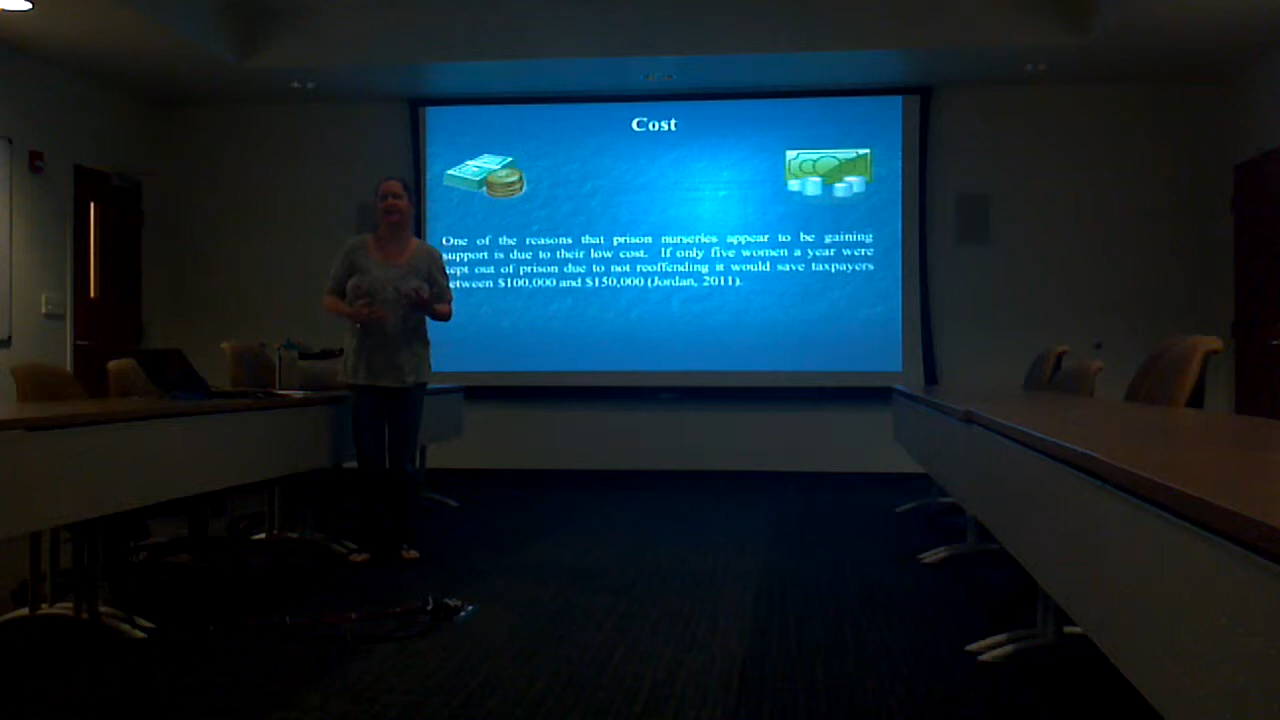 Cost
One of the reasons that prison nurseries appear to be gaining
support is due to their low cost. If only five women a year were
kept out of prison due to not reoffending it would save taxpayers
between $100,000 and $150,000 (Jordan, 2011).